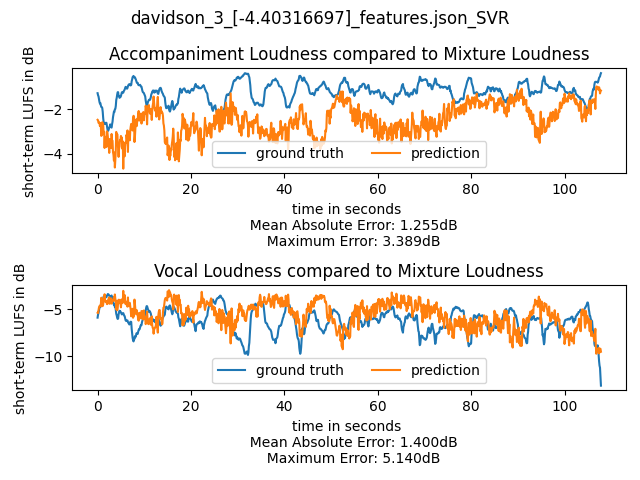 davidson_3_[-4.40316697]_features.json_SVR
Accompaniment Loudness compared to Mixture Loudness
short-term LUFS in dB
−2
−4
ground truth
prediction
0
20
40
60
80
100
time in seconds
Mean Absolute Error: 1.255dB
Maximum Error: 3.389dB
Vocal Loudness compared to Mixture Loudness
short-term LUFS in dB
−5
−10
ground truth
prediction
0
20
40
60
80
100
time in seconds
Mean Absolute Error: 1.400dB
Maximum Error: 5.140dB